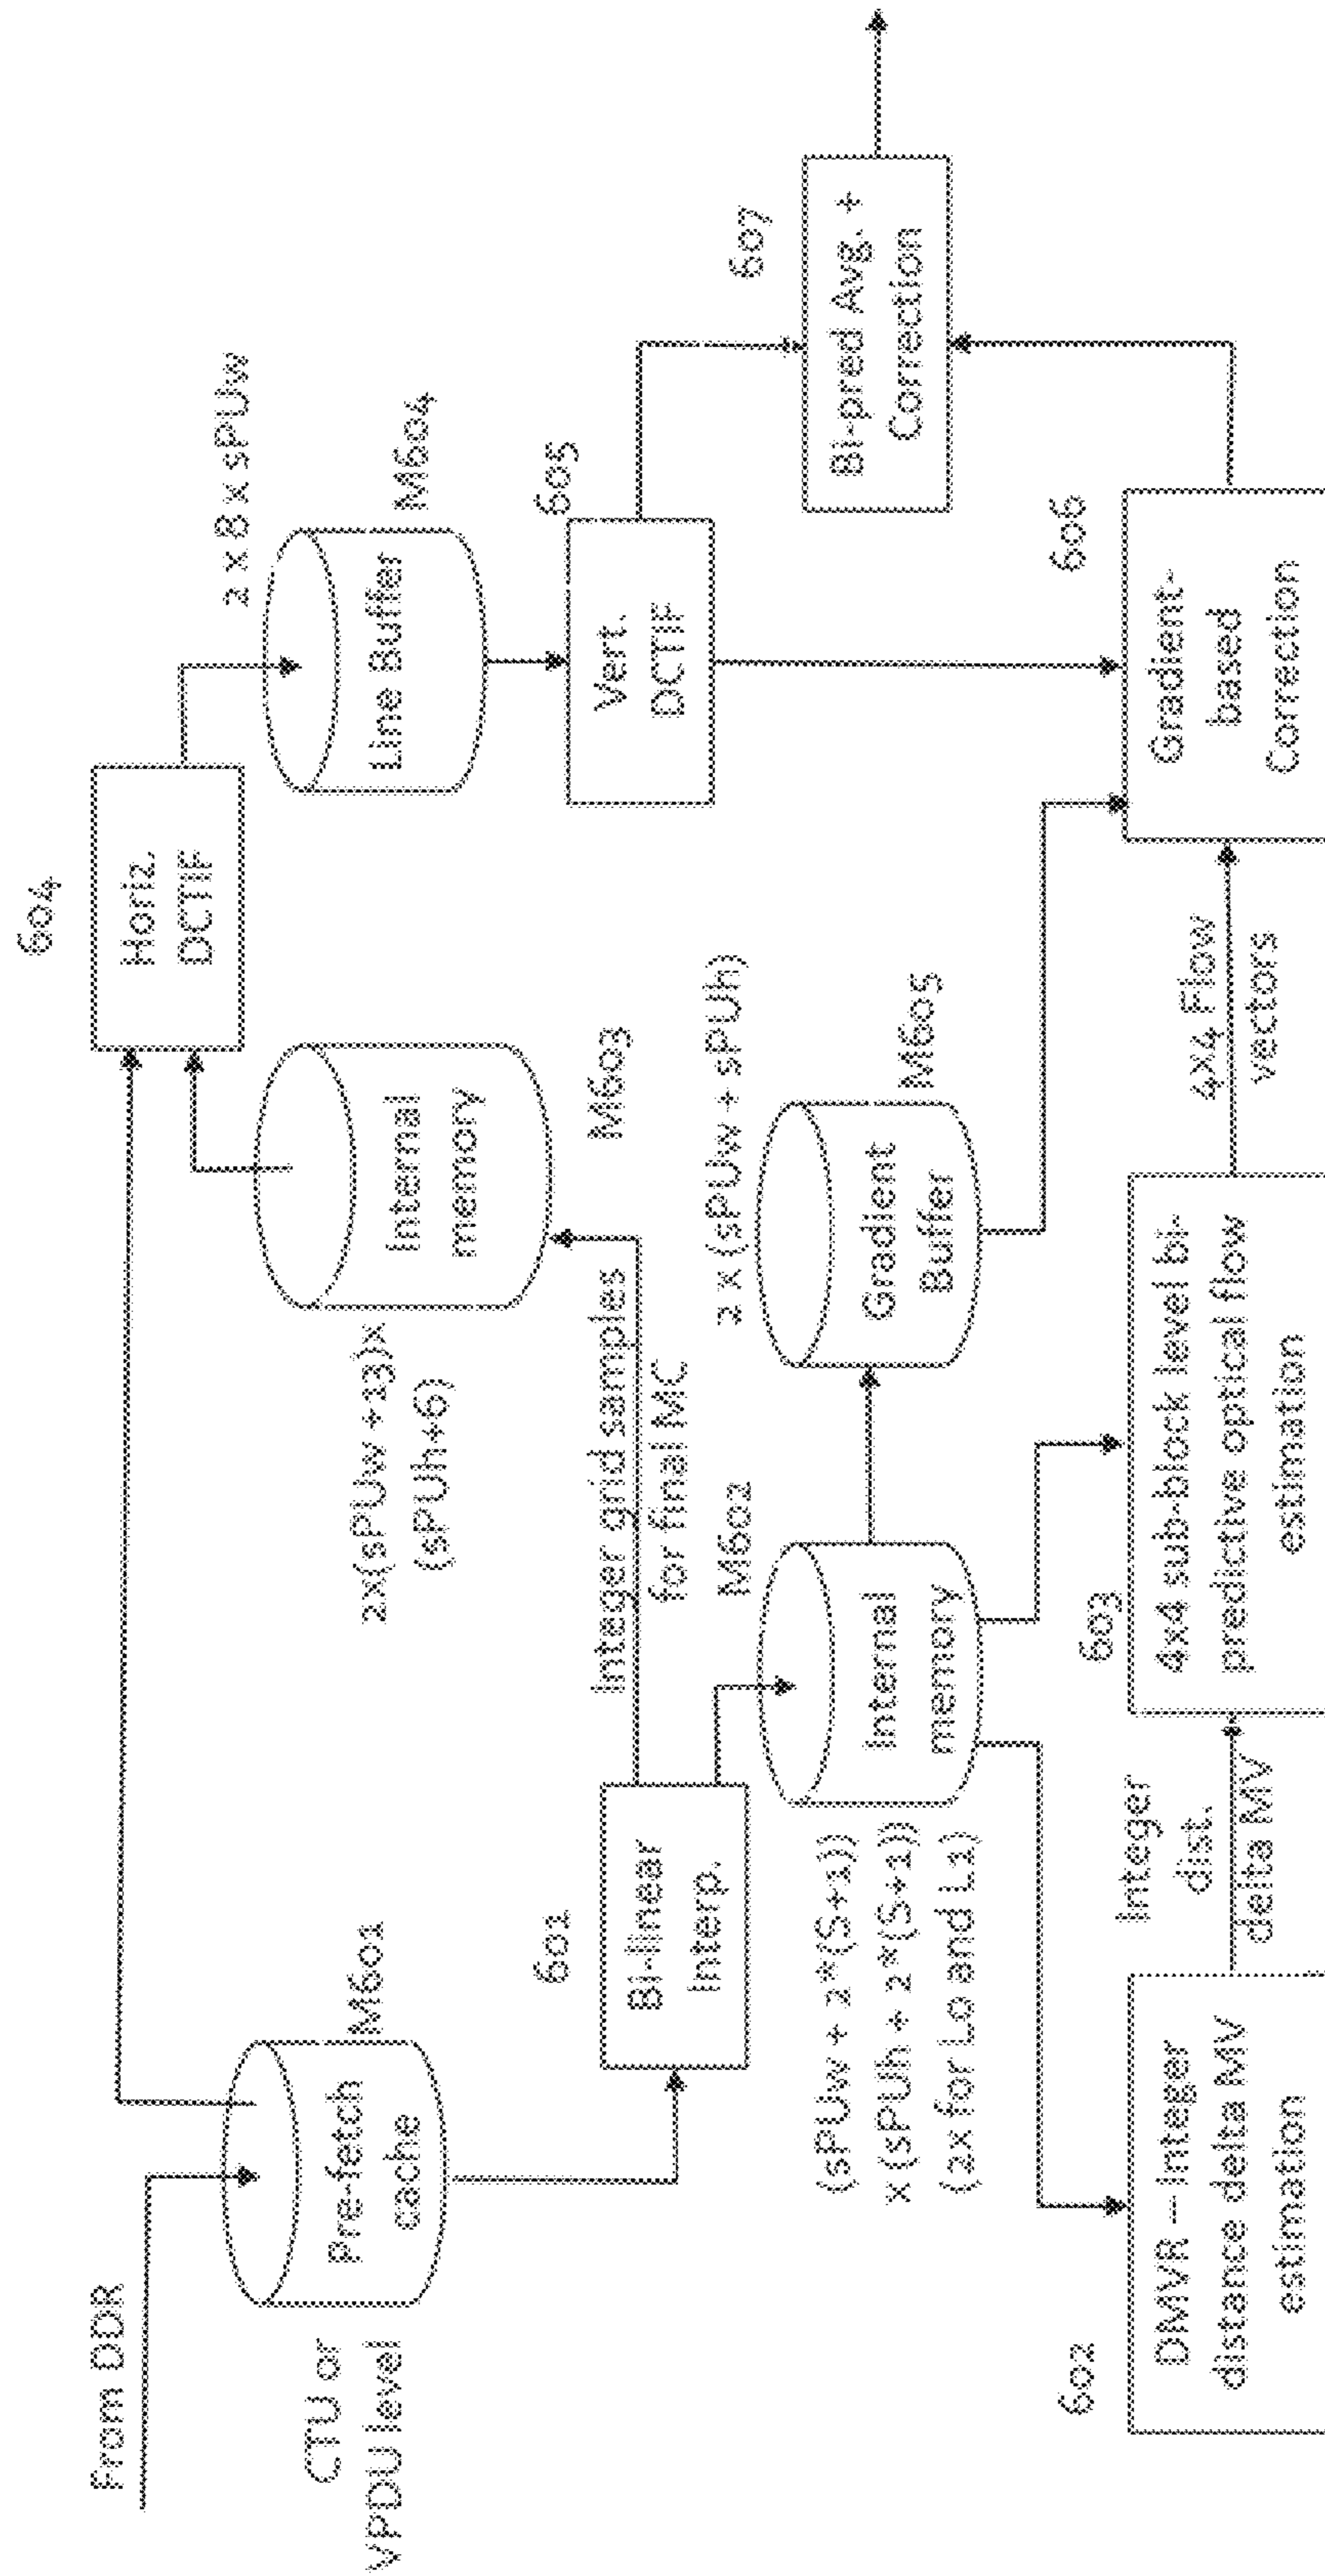 From DDR
CTU or
VPDU level
Pre-fetch
cache
M601
604
Horiz.
DCTIF
2 x 8 x sPUw
Line Buffer
M604
Internal
memory
M603
2x(sPUw +23)x
(sPUh+6)
605
Vert.
DCTIF
607
Bi-pred Avg. +
Correction
601
Bi-linear
Interp.
Integer grid samples
for final MC
M602
Internal
memory
(sPUw + 2*(S+1))
x (sPUh + 2*(S+1))
(2x for L0 and L1)
2 x (sPUw + sPUh)
Gradient
Buffer
M605
602
DMVR – Integer
distance delta MV
estimation
Integer
dist.
delta MV
603
4x4 sub-block level bi-
predictive optical flow
estimation
4x4 Flow
vectors
606
Gradient-
based
Correction